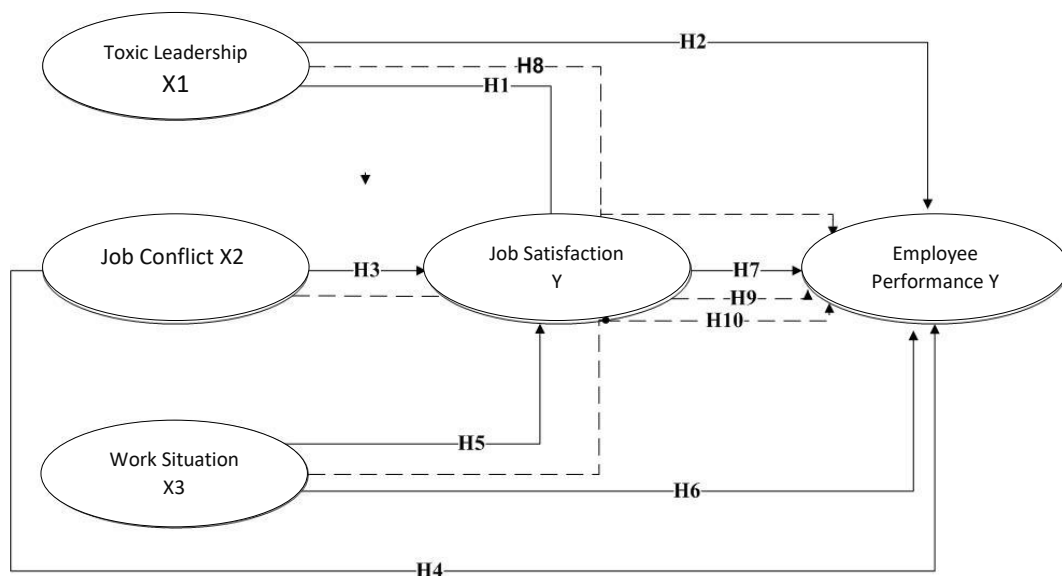 Toxic Leadership
X1
H2
H8
H1
Job Conflict X2
H3
Job Satisfaction
Y
H7
H9
H10
Employee
Performance Y
Work Situation
X3
H5
H6
H4